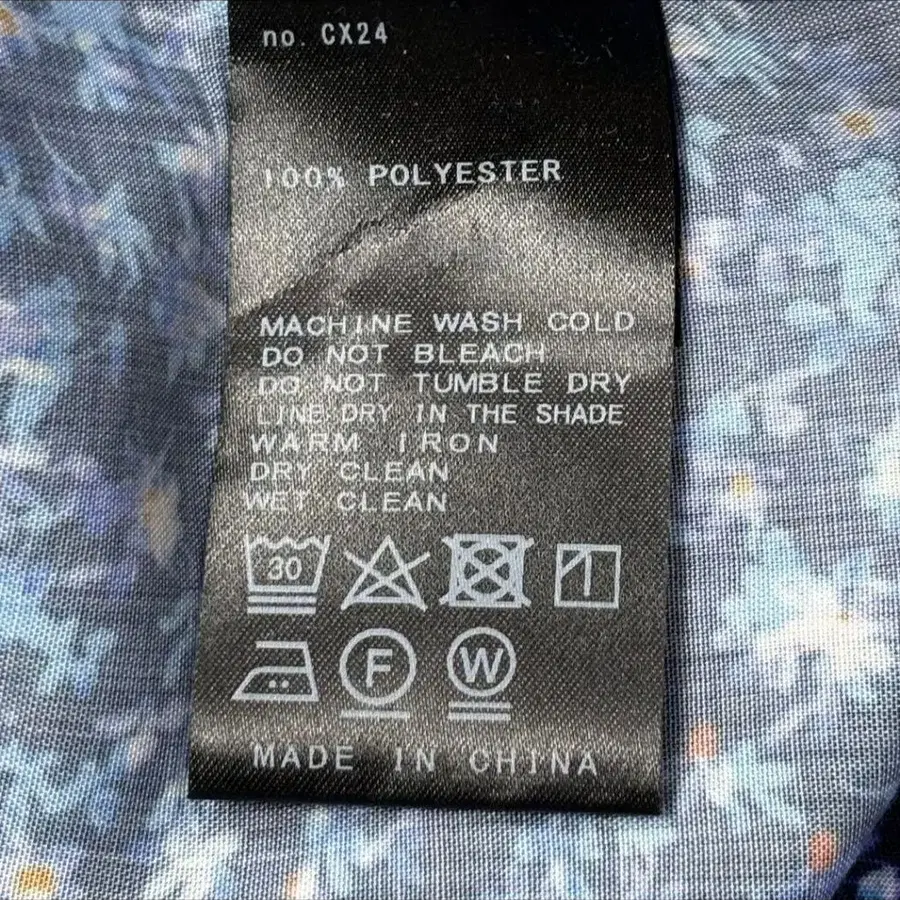 no. CX24
100% POLYESTER
MACHINE WASH COLD
DO NOT BLEACH
DO NOT TUMBLE DRY
LINE DRY IN THE SHADE
WARM IRON
DRY CLEAN
WET CLEAN
30
F W
MADE IN CHINA